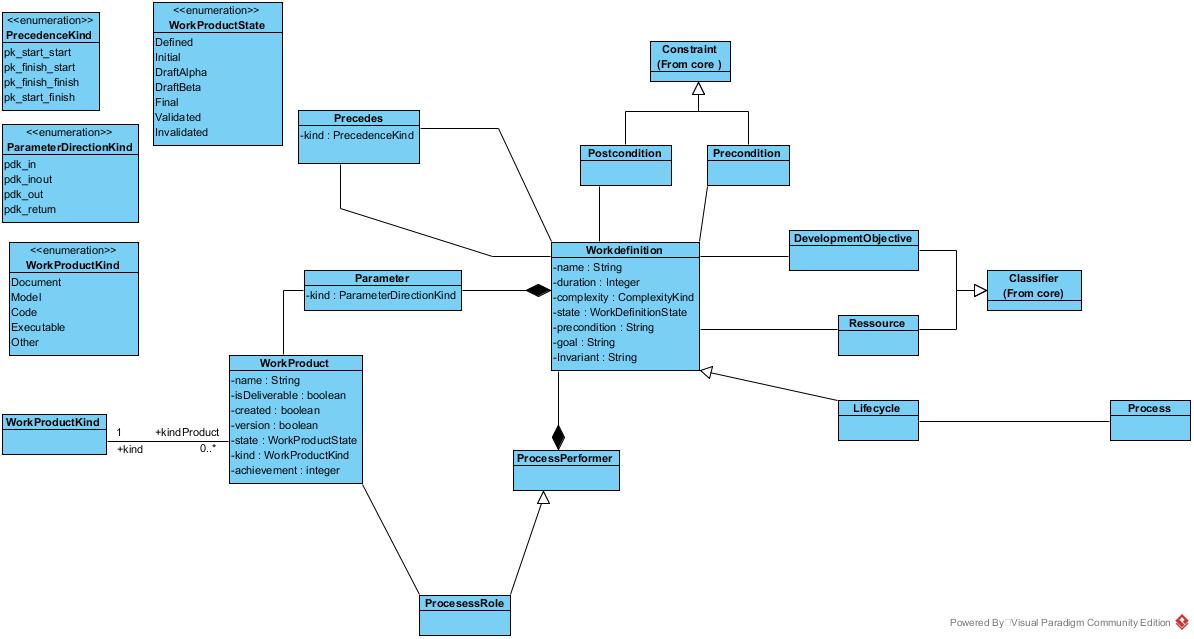 <<enumeration>>
PrecedenceKind
pk_start_start
pk_finish_start
pk_finish_finish
pk_start_finish
<<enumeration>>
WorkProductState
Defined
Initial
DraftAlpha
DraftBeta
Final
Validated
Invalidated
<<enumeration>>
ParameterDirectionKind
pdk_in
pdk_inout
pdk_out
pdk_return
<<enumeration>>
WorkProductKind
Document
Model
Code
Executable
Other
Precedes
-kind : PrecedenceKind
Constraint
(From core )
Postcondition
Precondition
Workdefinition
-name : String
-duration : Integer
-complexity : ComplexityKind
-state : WorkDefinitionState
-precondition : String
-goal : String
-Invariant : String
DevelopmentObjective
Classifier
(From core)
Ressource
Parameter
-kind : ParameterDirectionKind
WorkProduct
-name : String
-isDeliverable : boolean
-created : boolean
-version : boolean
-state : WorkProductState
-kind : WorkProductKind
-achievement : integer
WorkProductKind
1
+kindProduct
+kind
0..*
Lifecycle
Process
ProcessPerformer
ProcesessRole
Powered By Visual Paradigm Community Edition